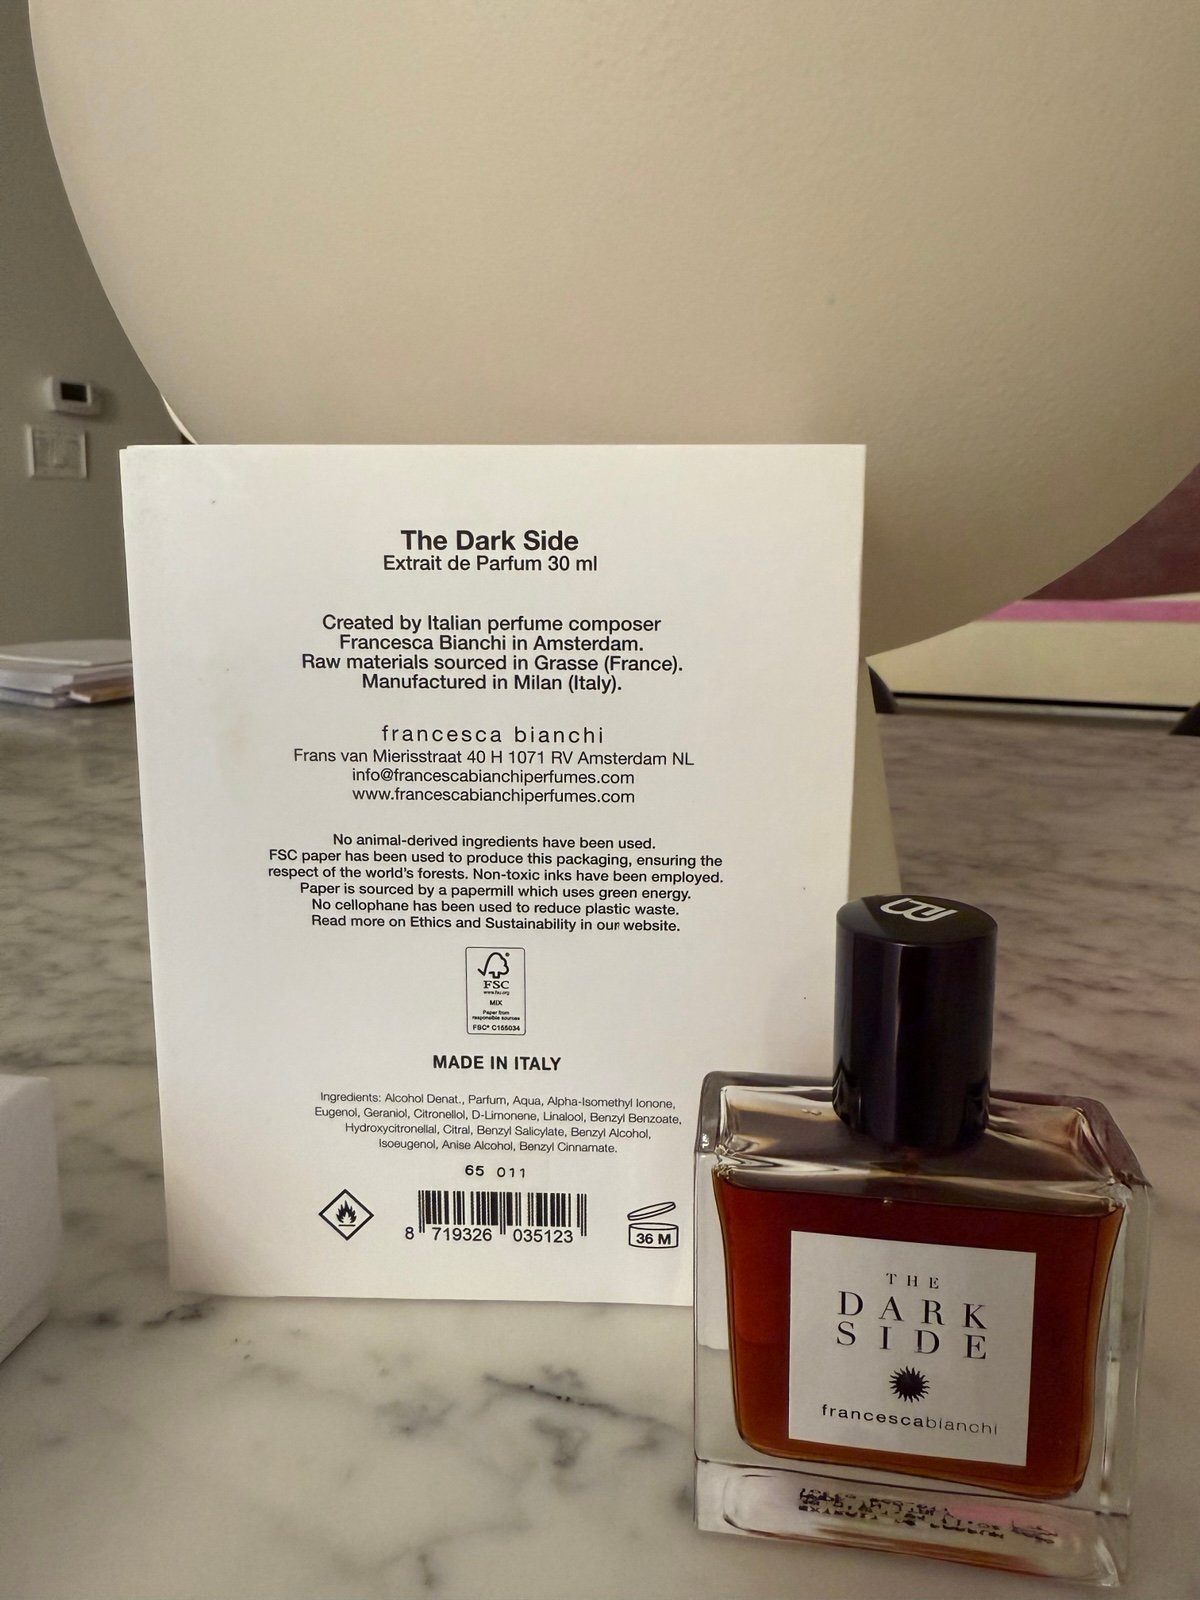 The Dark Side
Extrait de Parfum 30 ml
Created by Italian perfume composer
Francesca Bianchi in Amsterdam.
Raw materials sourced in Grasse (France).
Manufactured in Milan (Italy).
francesca bianchi
Frans van Mierisstraat 40 H 1071 RV Amsterdam NL
info@francescabianchiperfumes.com
www.francescabianchiperfumes.com
No animal-derived ingredients have been used.
FSC paper has been used to produce this packaging, ensuring the
respect of the world's forests. Non-toxic inks have been employed.
Paper is sourced by a papermill which uses green energy.
No cellophane has been used to reduce plastic waste.
Read more on Ethics and Sustainability in our website.
FSC
www.fsc.org
MIX
Paper from
responsible sources
FSC® C155034
MADE IN ITALY
Ingredients: Alcohol Denat., Parfum, Aqua, Alpha-Isomethyl Ionone,
Eugenol, Geraniol, Citronellol, D-Limonene, Linalool, Benzyl Benzoate,
Hydroxycitronellal, Citral, Benzyl Salicylate, Benzyl Alcohol,
Isoeugenol, Anise Alcohol, Benzyl Cinnamate.
65 011
8 719326 035123
36 M
B
THE
DARK
SIDE
francescabianchi